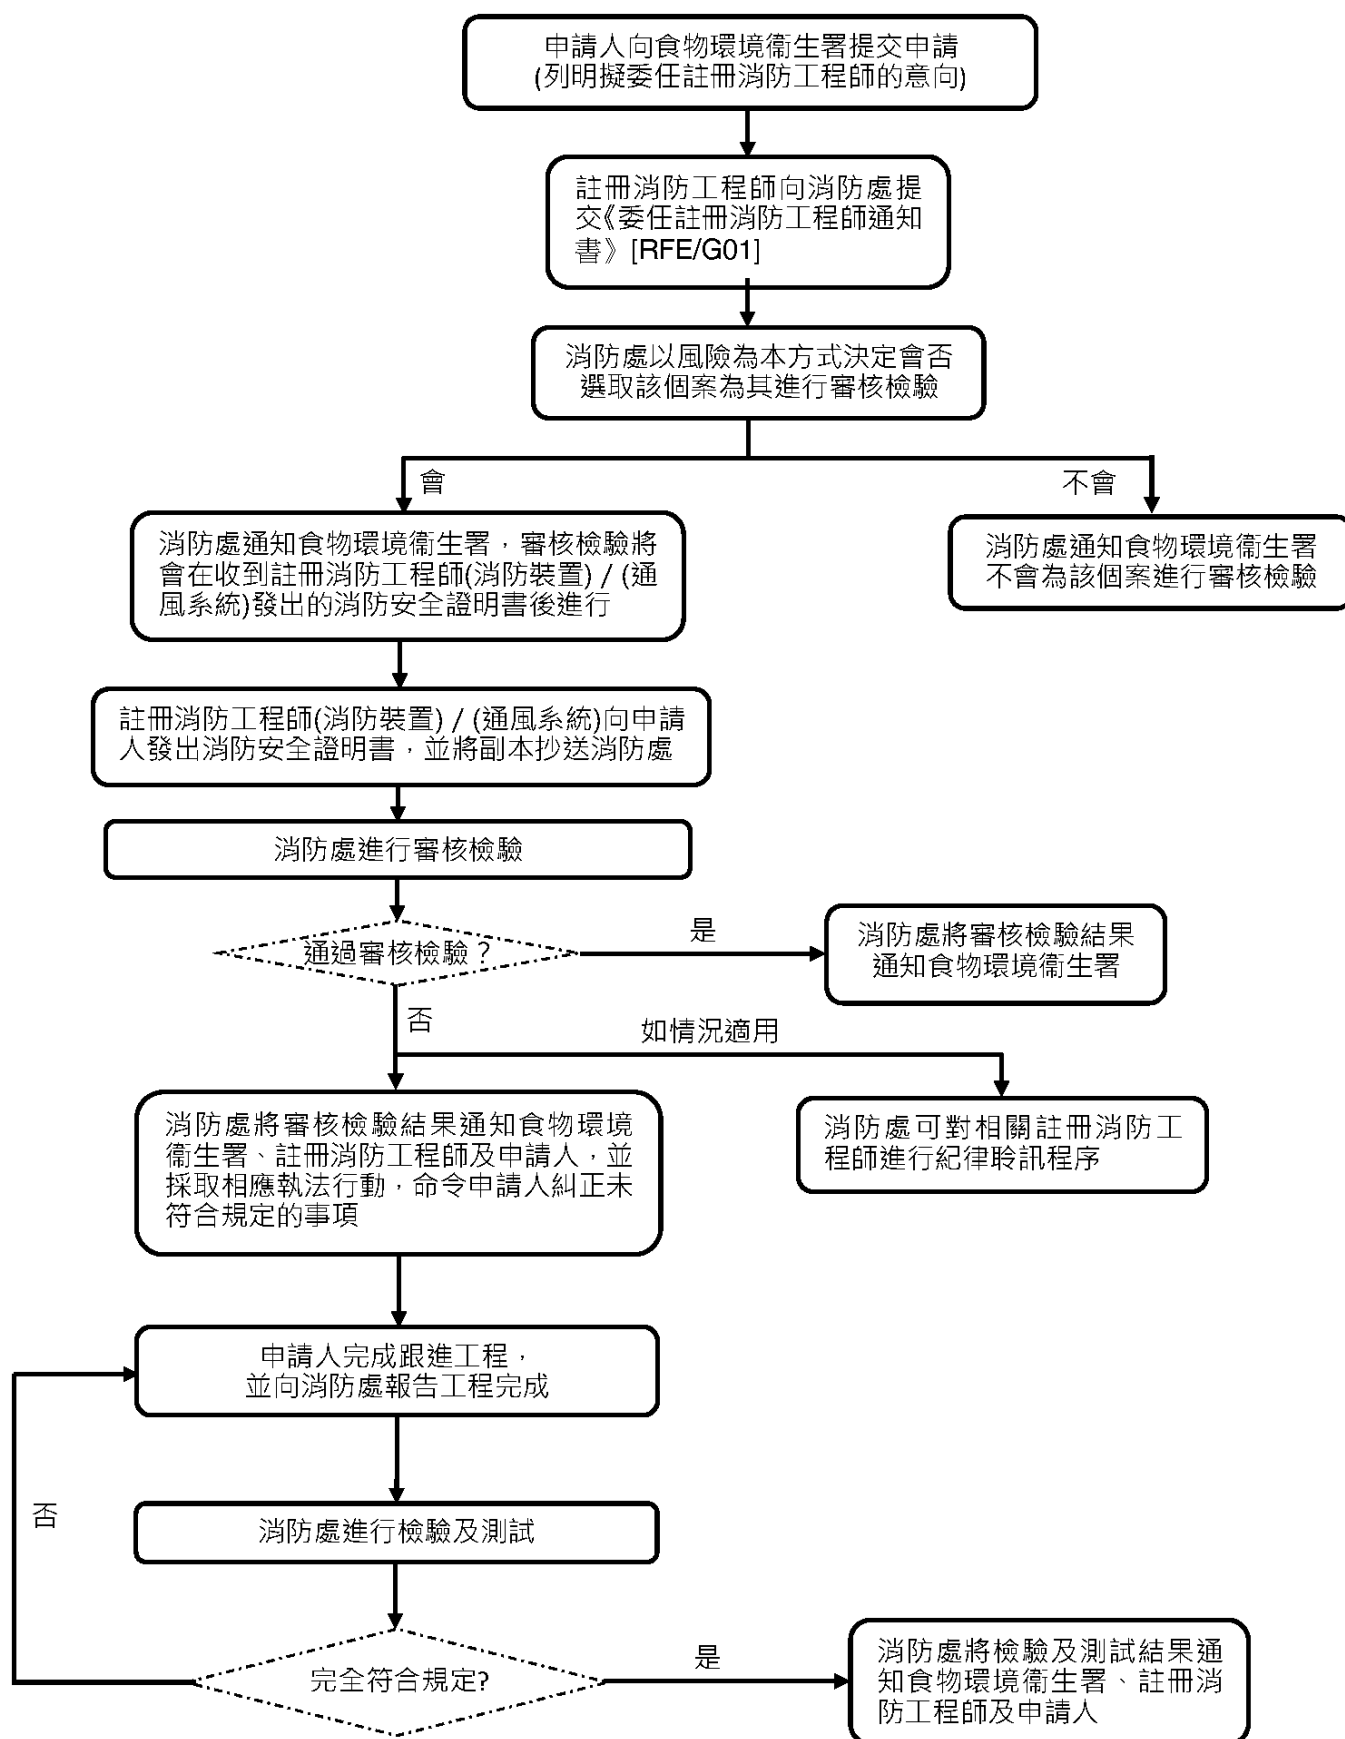 申請人向食物環境衞生署提交申請
(列明擬委任註冊消防工程師的意向)
註冊消防工程師向消防處提
交《委任註冊消防工程師通知
書》[RFE/G01]
消防處以風險為本方式決定會否
選取該個案為其進行審核檢驗
會
不會
消防處通知食物環境衞生署，審核檢驗將
會在收到註冊消防工程師(消防裝置) / (通
風系統)發出的消防安全證明書後進行
消防處通知食物環境衞生署
不會為該個案進行審核檢驗
註冊消防工程師(消防裝置) / (通風系統)向申請
人發出消防安全證明書，並將副本抄送消防處
消防處進行審核檢驗
通過審核檢驗？
是
消防處將審核檢驗結果
通知食物環境衞生署
否
如情況適用
消防處將審核檢驗結果通知食物環境
衞生署、註冊消防工程師及申請人，並
採取相應執法行動，命令申請人糾正未
符合規定的事項
消防處可對相關註冊消防工
程師進行紀律聆訊程序
申請人完成跟進工程，
並向消防處報告工程完成
否
消防處進行檢驗及測試
完全符合規定?
是
消防處將檢驗及測試結果通
知食物環境衞生署、註冊消
防工程師及申請人